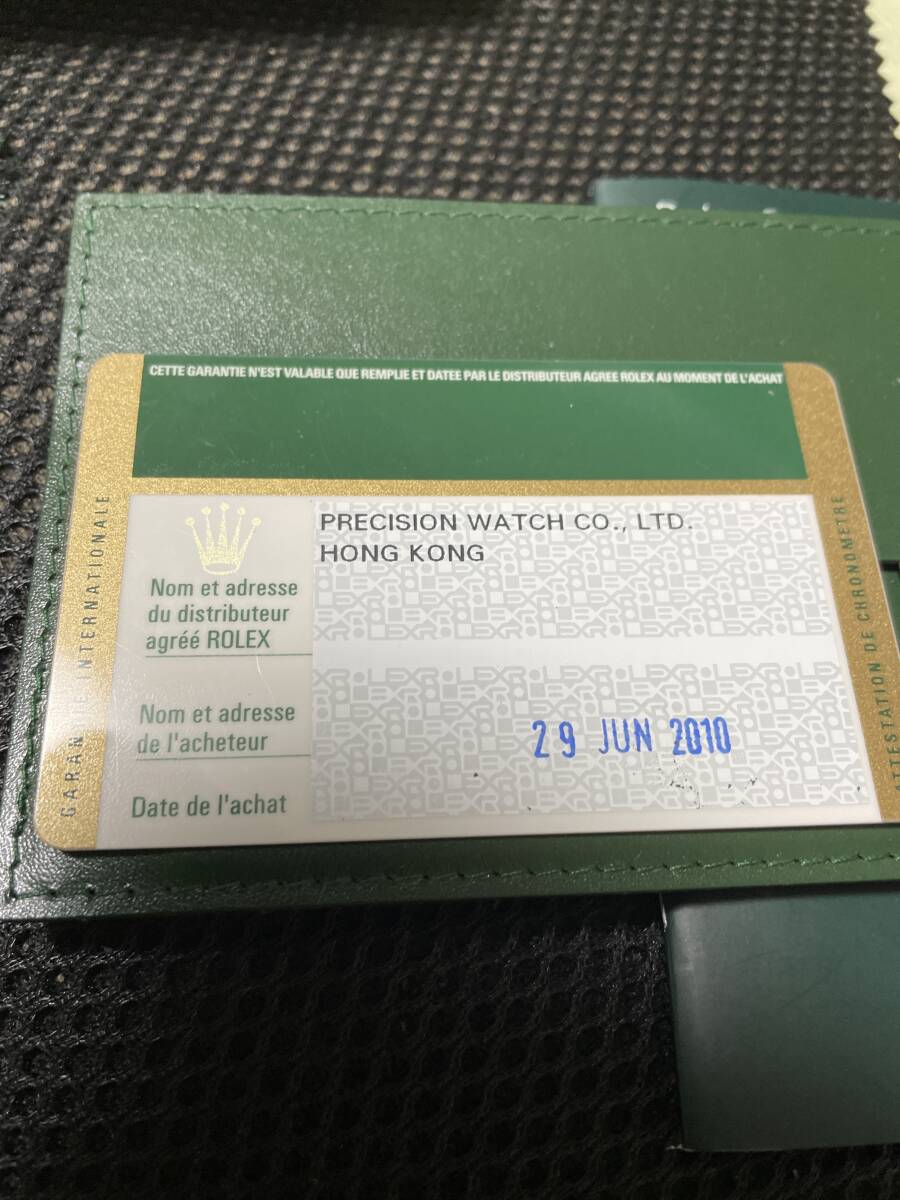 CETTE GARANTIE N'EST VALABLE QUE REMPLIE ET DATEE PAR LE DISTRIBUTEUR AGREE ROLEX AU MOMENT DE L'ACHAT
GARANTIE INTERNATIONALE
PRECISION WATCH CO., LTD.
HONG KONG
Nom et adresse
du distributeur
agréé ROLEX
Nom et adresse
de l'acheteur
29 JUN 2010
Date de l'achat
ATTESTATION DE CHRONOMETRE